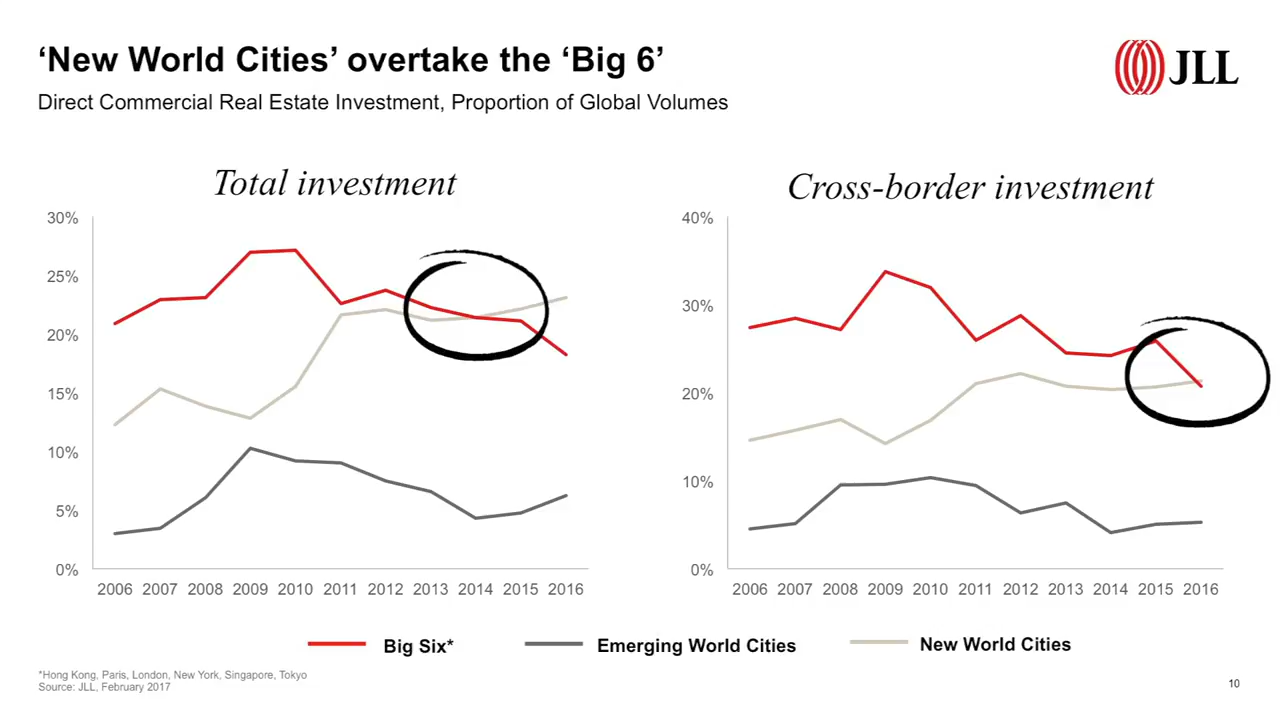 ‘New World Cities’ overtake the ‘Big 6’
Direct Commercial Real Estate Investment, Proportion of Global Volumes
JLL
Total investment
30%
25%
20%
15%
10%
5%
0%
2006 2007 2008 2009 2010 2011 2012 2013 2014 2015 2016
Cross-border investment
40%
30%
20%
10%
0%
2006 2007 2008 2009 2010 2011 2012 2013 2014 2015 2016
Big Six* Emerging World Cities New World Cities
*Hong Kong, Paris, London, New York, Singapore, Tokyo
Source: JLL, February 2017
10